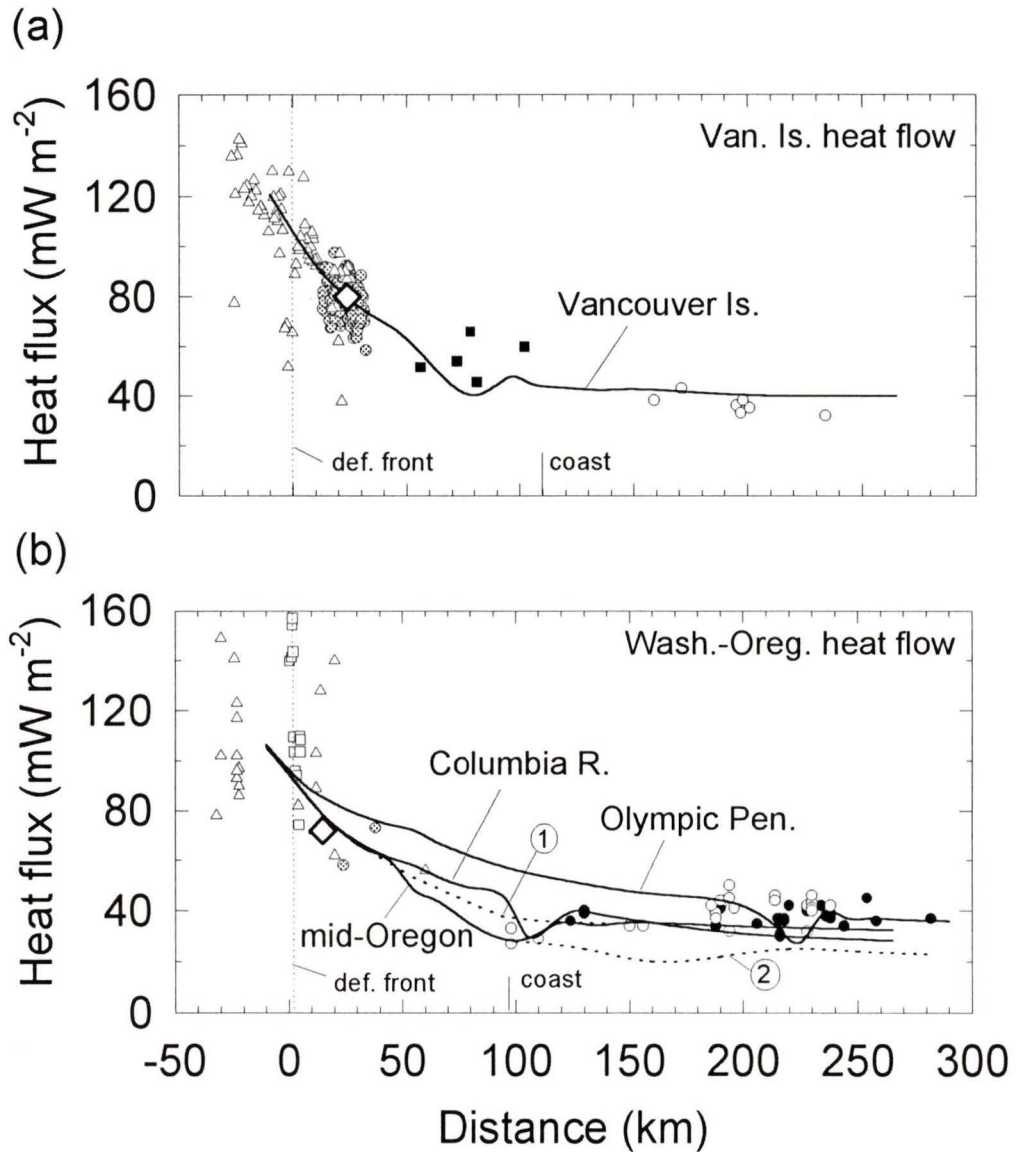 (a)
160
120
80
40
0
Heat flux (mW m⁻²)
Van. Is. heat flow
Vancouver Is.
def. front
coast
(b)
160
120
80
40
0
Heat flux (mW m⁻²)
Wash.-Oreg. heat flow
Columbia R.
1
Olympic Pen.
mid-Oregon
def. front
coast
2
-50 0 50 100 150 200 250 300
Distance (km)